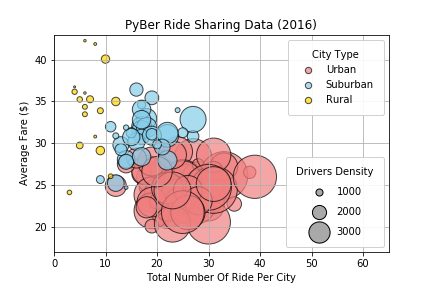 PyBer Ride Sharing Data (2016)
Average Fare ($)
40
35
30
25
20
City Type
Urban
Suburban
Rural
Drivers Density
1000
2000
3000
0
10
20
30
40
50
60
Total Number Of Ride Per City